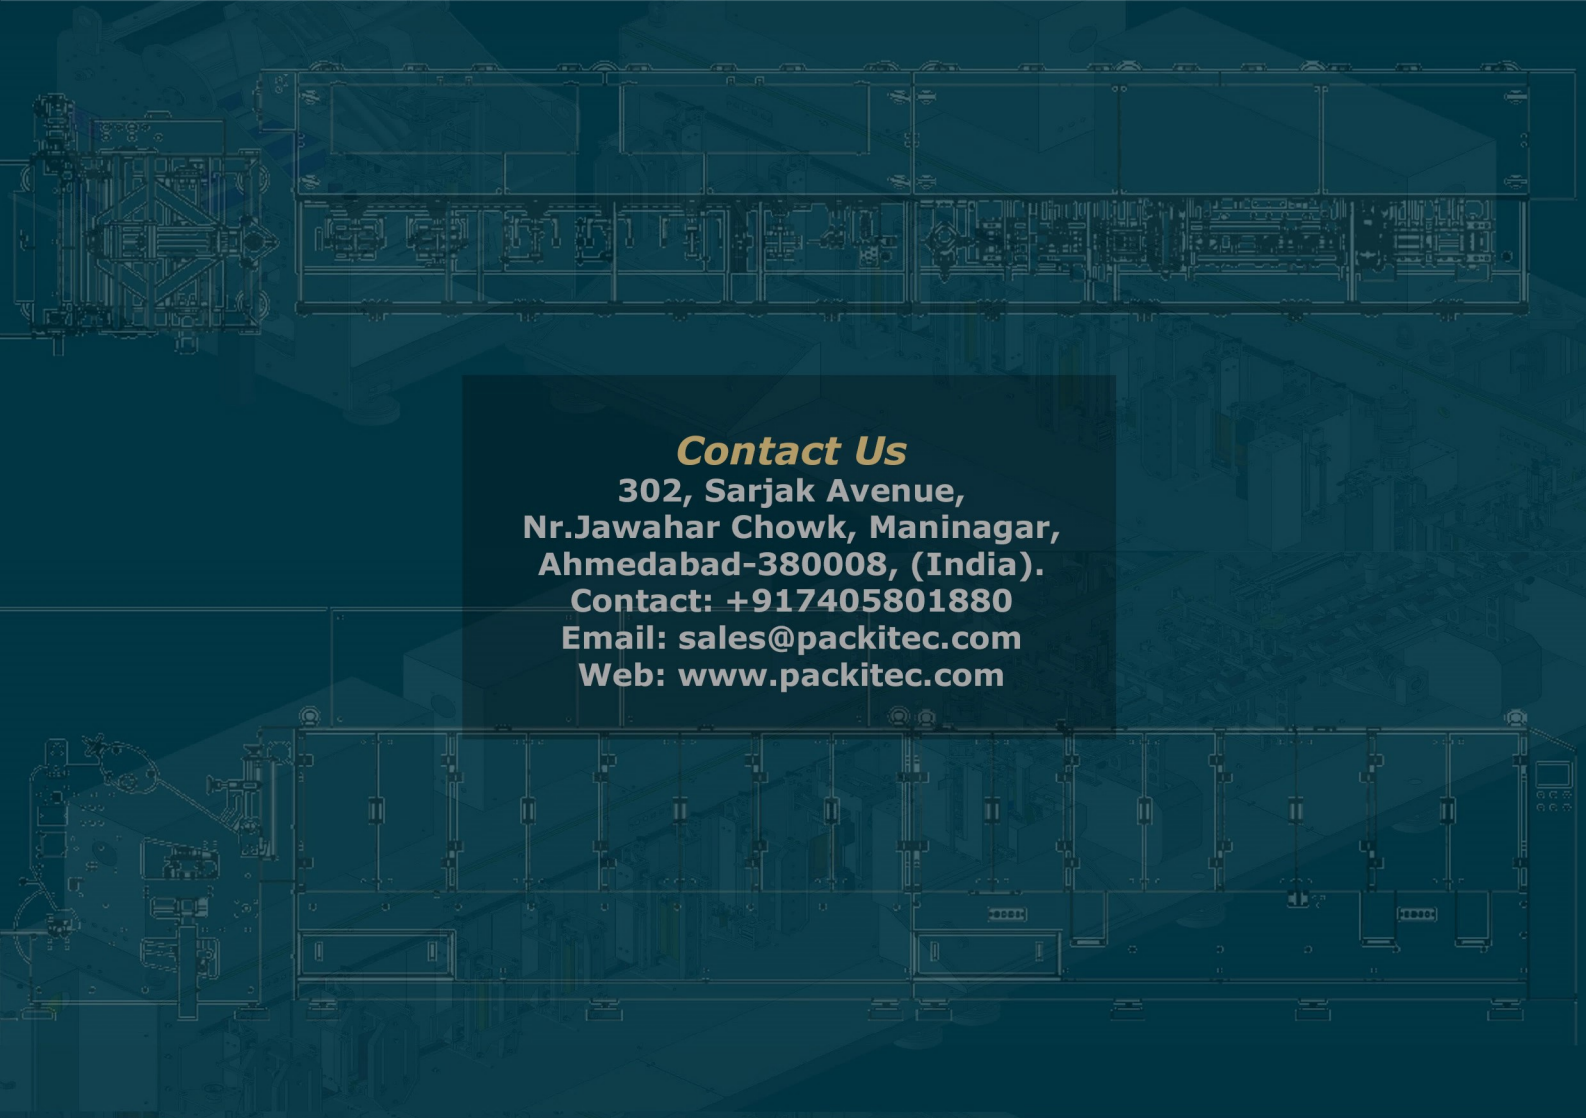 Contact Us
302, Sarjak Avenue,
Nr.Jawahar Chowk, Maninagar,
Ahmedabad-380008, (India).
Contact: +917405801880
Email: sales@packitec.com
Web: www.packitec.com